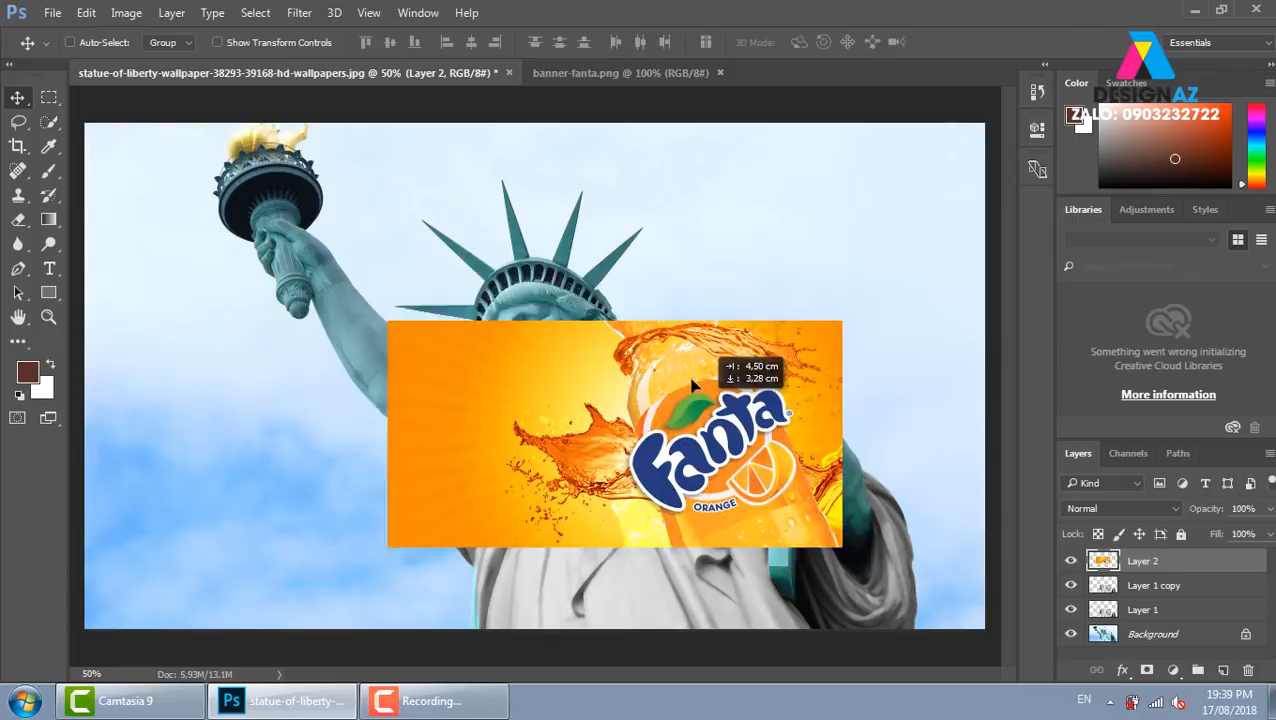 Ps File Edit Image Layer Type Select Filter 3D View Window Help
Auto-Select: Group Show Transform Controls 3D Mode: Essentials
statue-of-liberty-wallpaper-38293-39168-hd-wallpapers.jpg @ 50% (Layer 2, RGB/8#) * × banner-fanta.png @ 100% (RGB/8#) ×
Color Swatches
DESIGNAZ
ZALO: 0903232722
Libraries Adjustments Styles
Something went wrong initializing
Creative Cloud Libraries
More information
4,50 cm
3,28 cm
Fanta
ORANGE
Layers Channels Paths
Kind
Normal Opacity: 100%
Lock: Fill: 100%
Layer 2
Layer 1 copy
Layer 1
Background
50% Doc: 5,93M/13,1M
Camtasia 9 Ps statue-of-liberty-... Recording... EN 19:39 PM
17/08/2018